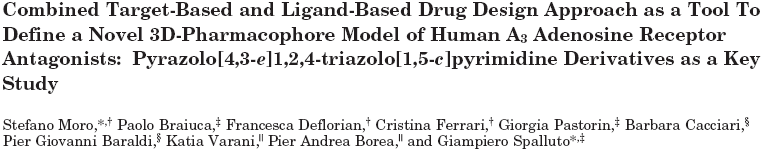 Combined Target-Based and Ligand-Based Drug Design Approach as a Tool To
Define a Novel 3D-Pharmacophore Model of Human A₃ Adenosine Receptor
Antagonists: Pyrazolo[4,3-e]1,2,4-triazolo[1,5-c]pyrimidine Derivatives as a Key
Study
Stefano Moro,*,† Paolo Braiuca,‡ Francesca Deflorian,† Cristina Ferrari,† Giorgia Pastorin,‡ Barbara Cacciari,§
Pier Giovanni Baraldi,§ Katia Varani,‖ Pier Andrea Borea,‖ and Giampiero Spalluto*,‡